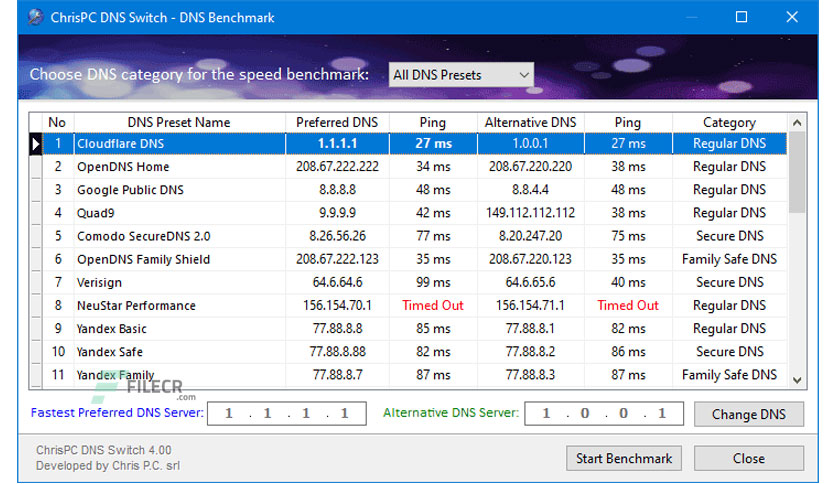 ChrisPC DNS Switch - DNS Benchmark
Choose DNS category for the speed benchmark: All DNS Presets
No DNS Preset Name Preferred DNS Ping Alternative DNS Ping Category
1 Cloudflare DNS 1.1.1.1 27 ms 1.0.0.1 27 ms Regular DNS
2 OpenDNS Home 208.67.222.222 34 ms 208.67.220.220 38 ms Regular DNS
3 Google Public DNS 8.8.8.8 48 ms 8.8.4.4 48 ms Regular DNS
4 Quad9 9.9.9.9 42 ms 149.112.112.112 38 ms Regular DNS
5 Comodo SecureDNS 2.0 8.26.56.26 77 ms 8.20.247.20 75 ms Secure DNS
6 OpenDNS Family Shield 208.67.222.123 35 ms 208.67.220.123 35 ms Family Safe DNS
7 Verisign 64.6.64.6 99 ms 64.6.65.6 40 ms Secure DNS
8 NeuStar Performance 156.154.70.1 Timed Out 156.154.71.1 Timed Out Regular DNS
9 Yandex Basic 77.88.8.8 85 ms 77.88.8.1 82 ms Regular DNS
10 Yandex Safe 77.88.8.88 82 ms 77.88.8.2 86 ms Secure DNS
11 Yandex Family 77.88.8.7 87 ms 77.88.8.3 87 ms Family Safe DNS
FILECR
.com
Fastest Preferred DNS Server: 1 . 1 . 1 . 1 Alternative DNS Server: 1 . 0 . 0 . 1 Change DNS
ChrisPC DNS Switch 4.00
Developed by Chris P.C. srl
Start Benchmark Close